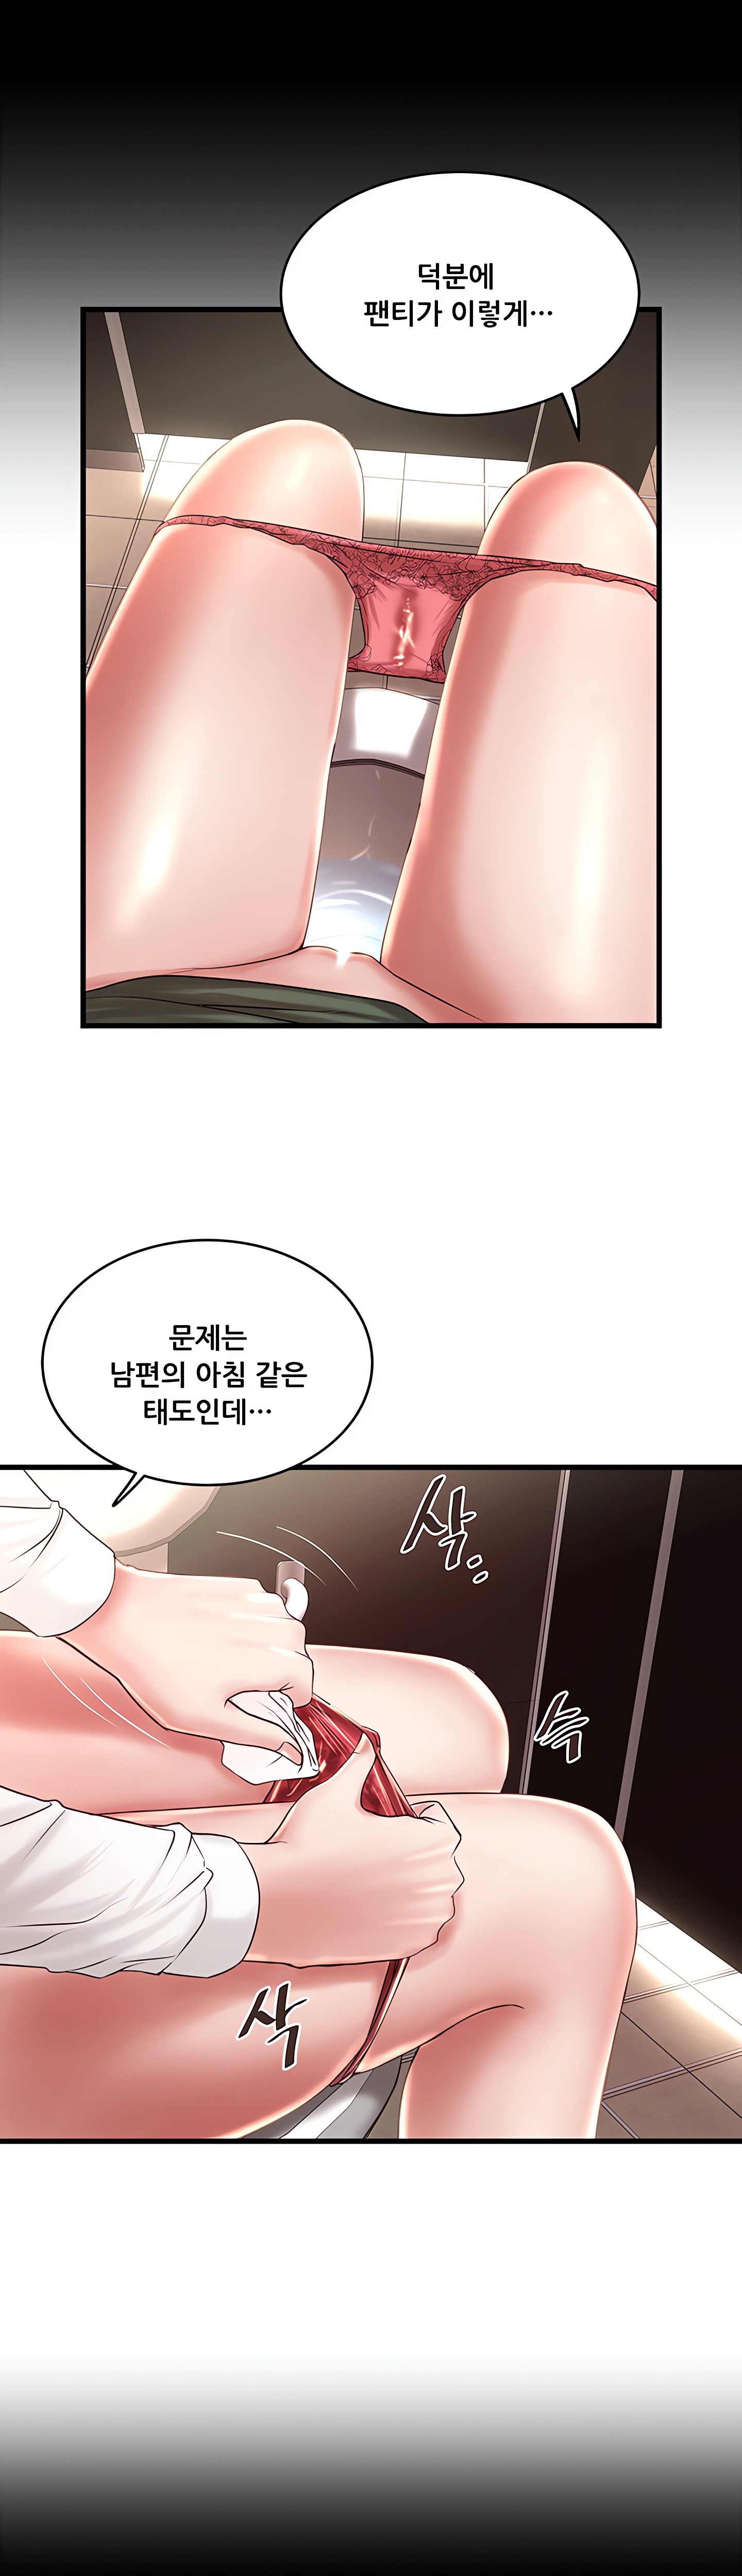 덕분에
팬티가 이렇게…
문제는
남편의 아침 같은
태도인데…
삭..
슥
삭